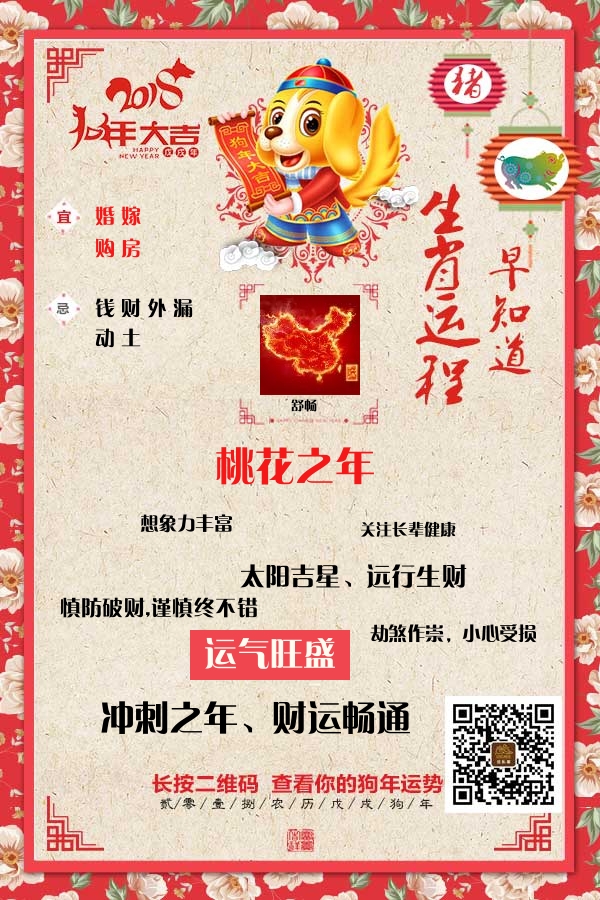 2018
狗年大吉
HAPPY
NEW YEAR 戊戌年
狗年大吉
猪
生肖运程
早知道
宜
婚嫁
购房
忌
钱财外漏
动土
舒畅
HAPPY CHINESE NEW YEAR
桃花之年
想象力丰富
关注长辈健康
太阳吉星、远行生财
慎防破财,谨慎终不错
劫煞作祟，小心受损
运气旺盛
冲刺之年、财运畅通
长按二维码 查看你的狗年运势
贰/零/壹/捌/农/历/戊/戌/狗/年